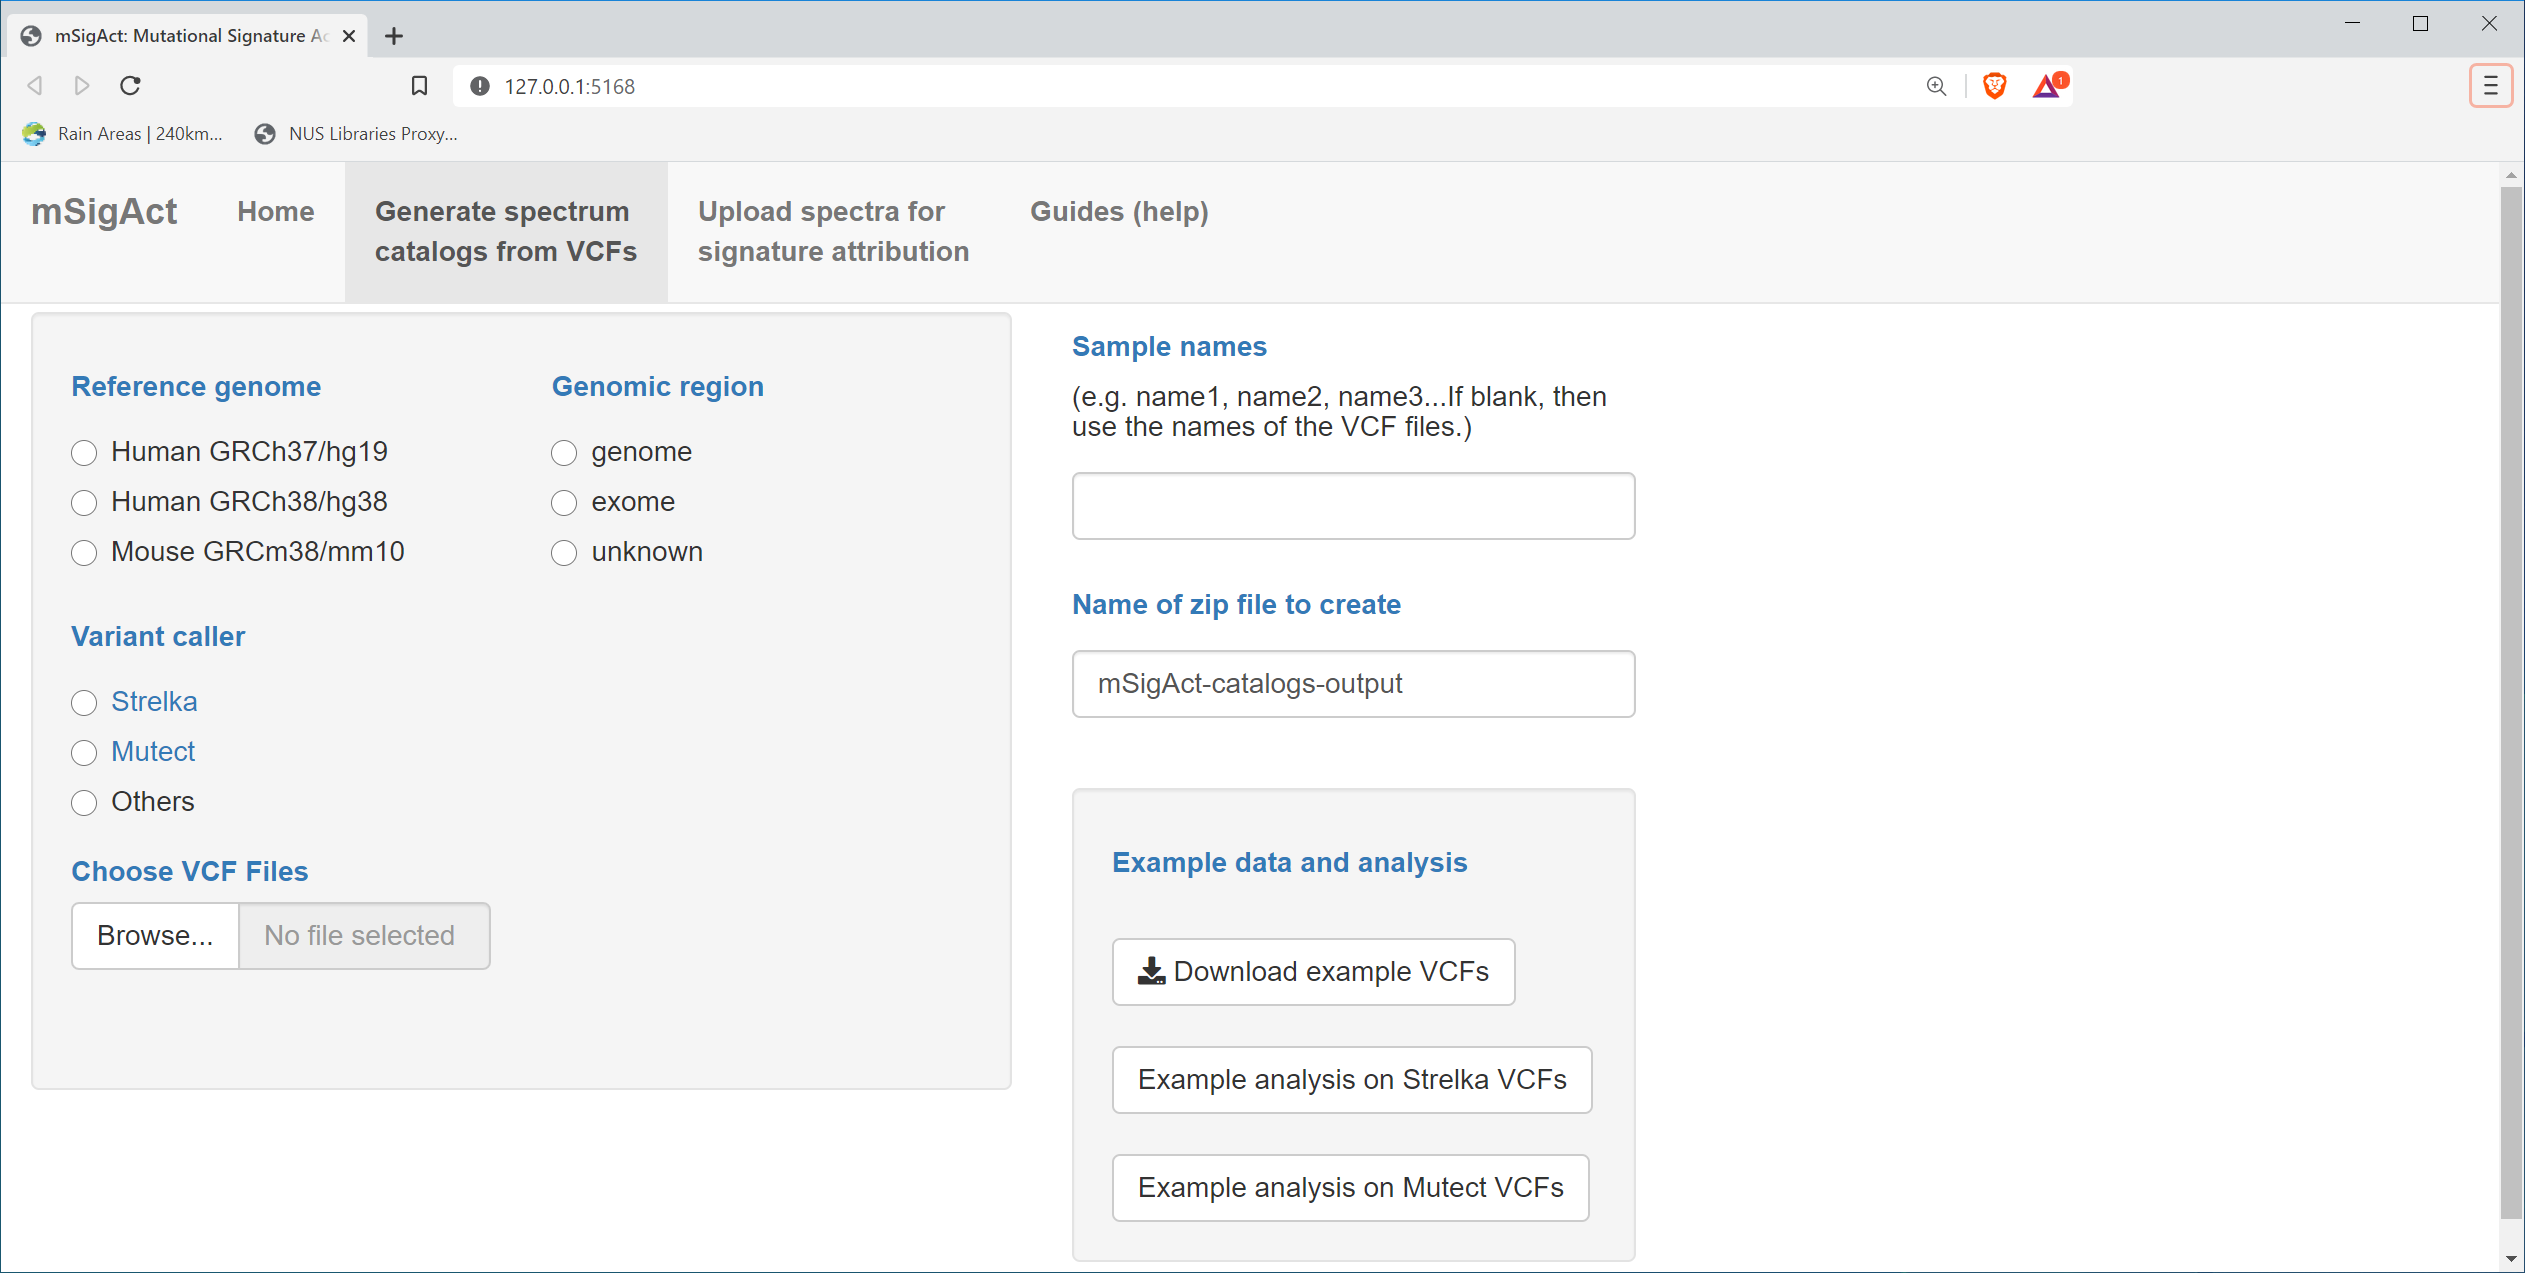 mSigAct: Mutational Signature Ac
127.0.0.1:5168
1
Rain Areas | 240km...
NUS Libraries Proxy...
mSigAct
Home
Generate spectrum
catalogs from VCFs
Upload spectra for
signature attribution
Guides (help)
Reference genome
Human GRCh37/hg19
Human GRCh38/hg38
Mouse GRCm38/mm10
Genomic region
genome
exome
unknown
Variant caller
Strelka
Mutect
Others
Choose VCF Files
Browse...
No file selected
Sample names
(e.g. name1, name2, name3...If blank, then
use the names of the VCF files.)
Name of zip file to create
mSigAct-catalogs-output
Example data and analysis
Download example VCFs
Example analysis on Strelka VCFs
Example analysis on Mutect VCFs